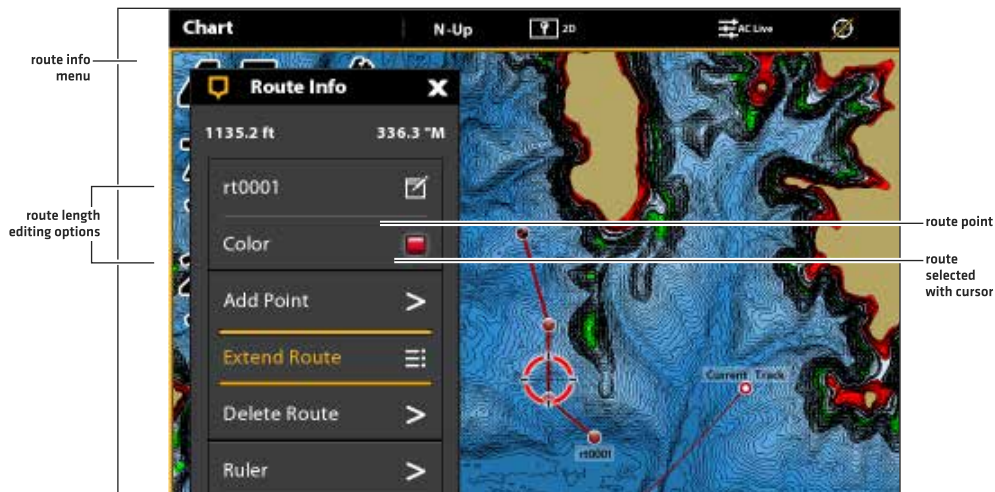 Chart
N-Up
2D
AC Live
route info
menu
Route Info
1135.2 ft 336.3 °M
rt0001
route length
editing options
Color
Add Point
Extend Route
Delete Route
Ruler
route point
route
selected
with cursor
Current Track
rt0001